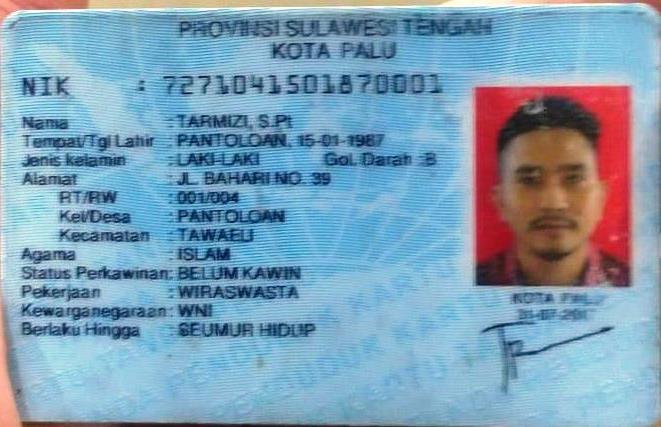 PROVINSI SULAWESI TENGAH
KOTA PALU
NIK : 7271041501870001
Nama : TARMIZI, S.Pt
Tempat/Tgl Lahir : PANTOLOAN, 15-01-1987
Jenis kelamin : LAKI-LAKI Gol. Darah :B
Alamat : JL. BAHARI NO. 39
RT/RW : 001/004
Kel/Desa : PANTOLOAN
Kecamatan : TAWAELI
Agama : ISLAM
Status Perkawinan: BELUM KAWIN
Pekerjaan : WIRASWASTA
Kewarganegaraan: WNI
Berlaku Hingga : SEUMUR HIDUP
KOTA PALU